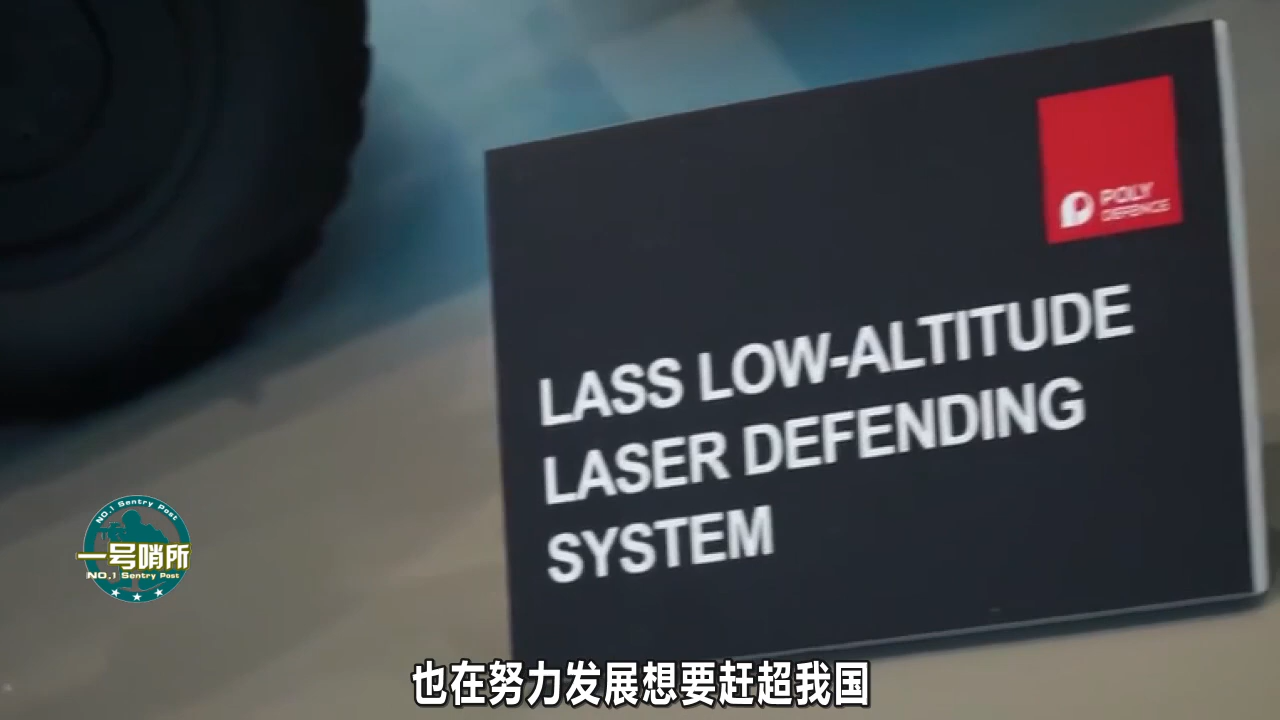 POLY
DEFENCE
LASS LOW-ALTITUDE
LASER DEFENDING
SYSTEM
NO.1 Sentry Post
一号哨所
NO.1 Sentry Post
也在努力发展想要赶超我国